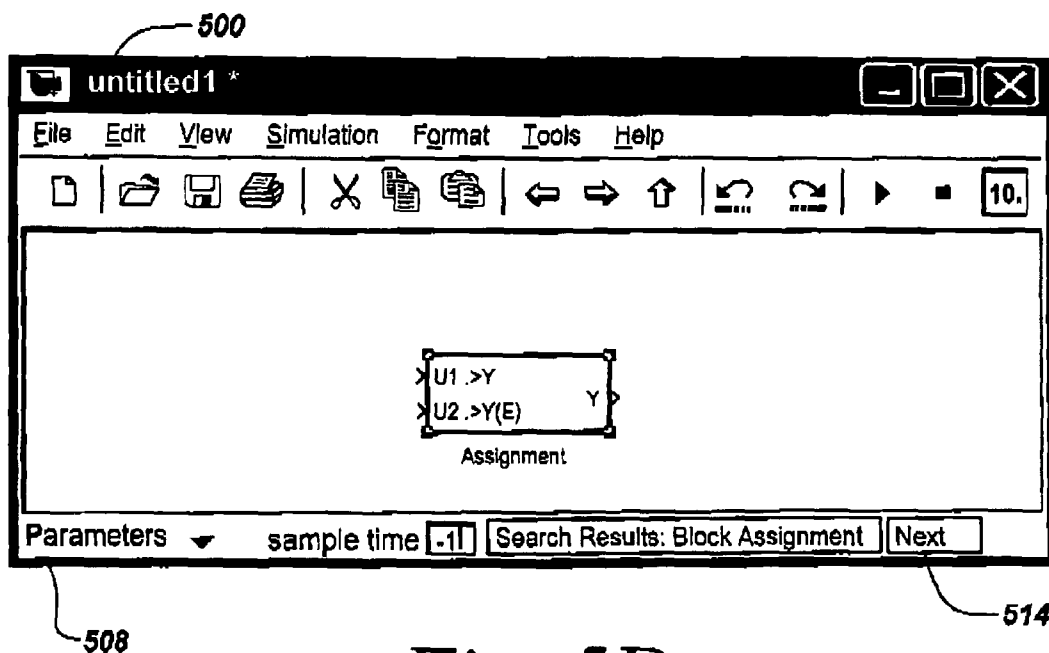 500
untitled1 *
File Edit View Simulation Format Tools Help
10.
U1 .>Y
Y
U2 .>Y(E)
Assignment
Parameters sample time -1 Search Results: Block Assignment Next
514
508